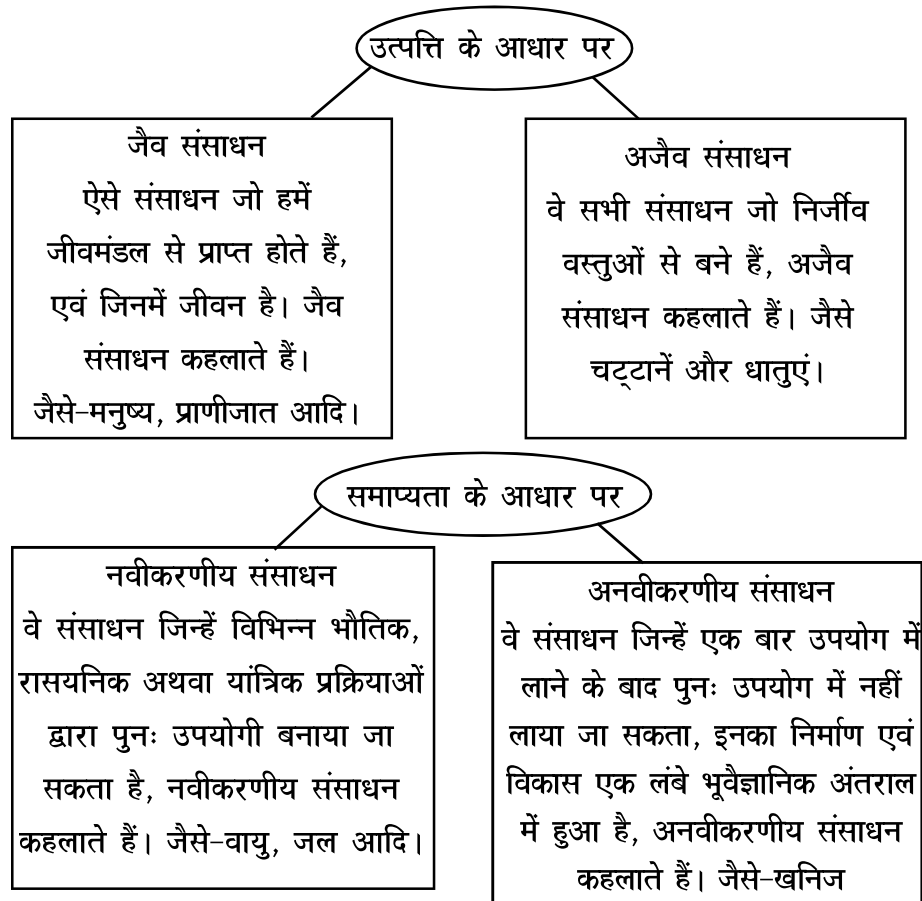 उत्पत्ति के आधार पर
जैव संसाधन
ऐसे संसाधन जो हमें
जीवमंडल से प्राप्त होते हैं,
एवं जिनमें जीवन है। जैव
संसाधन कहलाते हैं।
जैसे-मनुष्य, प्राणीजात आदि।
अजैव संसाधन
वे सभी संसाधन जो निर्जीव
वस्तुओं से बने हैं, अजैव
संसाधन कहलाते हैं। जैसे
चट्टानें और धातुएं।
समाप्यता के आधार पर
नवीकरणीय संसाधन
वे संसाधन जिन्हें विभिन्न भौतिक,
रासयनिक अथवा यांत्रिक प्रक्रियाओं
द्वारा पुनः उपयोगी बनाया जा
सकता है, नवीकरणीय संसाधन
कहलाते हैं। जैसे-वायु, जल आदि।
अनवीकरणीय संसाधन
वे संसाधन जिन्हें एक बार उपयोग में
लाने के बाद पुनः उपयोग में नहीं
लाया जा सकता, इनका निर्माण एवं
विकास एक लंबे भूवैज्ञानिक अंतराल
में हुआ है, अनवीकरणीय संसाधन
कहलाते हैं। जैसे-खनिज